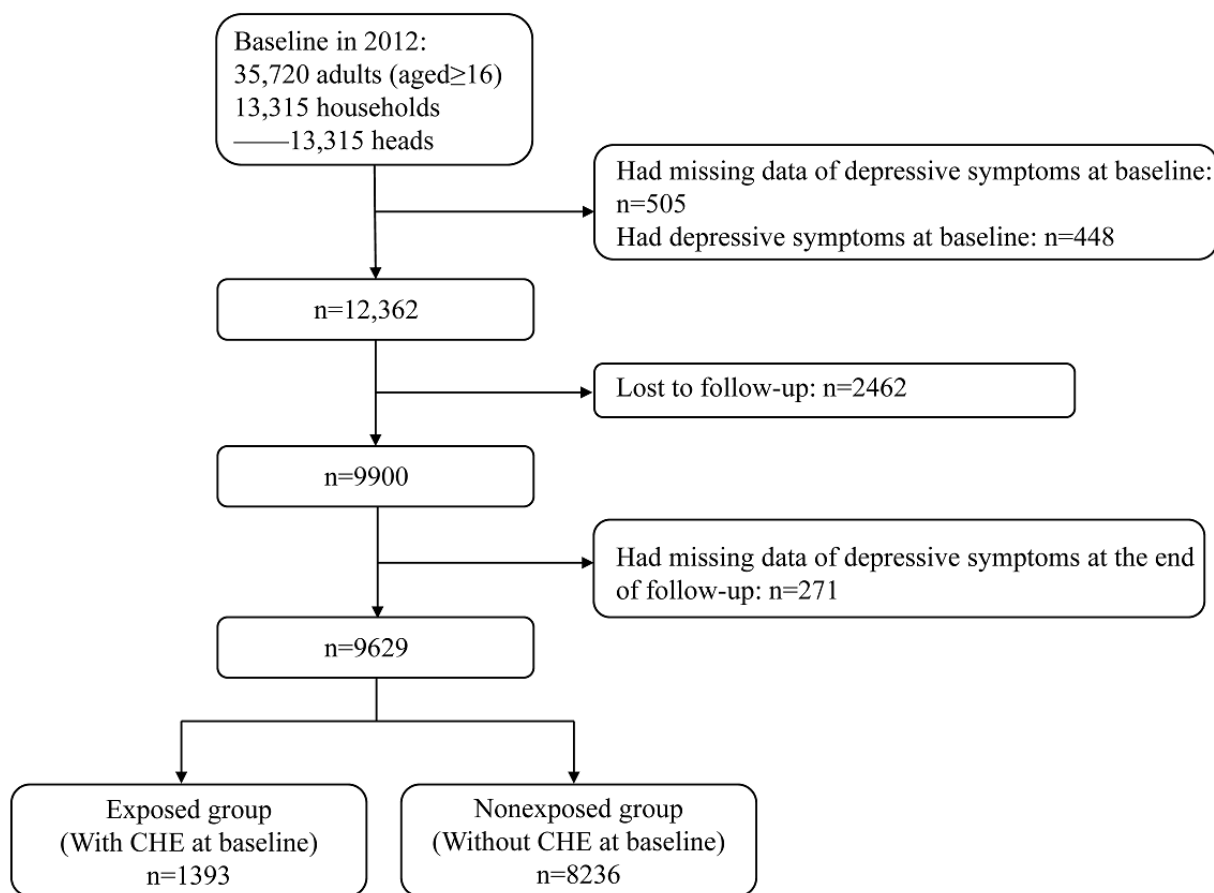 Baseline in 2012:
35,720 adults (aged≥16)
13,315 households
——13,315 heads
Had missing data of depressive symptoms at baseline:
n=505
Had depressive symptoms at baseline: n=448
n=12,362
Lost to follow-up: n=2462
n=9900
Had missing data of depressive symptoms at the end
of follow-up: n=271
n=9629
Exposed group
(With CHE at baseline)
n=1393
Nonexposed group
(Without CHE at baseline)
n=8236